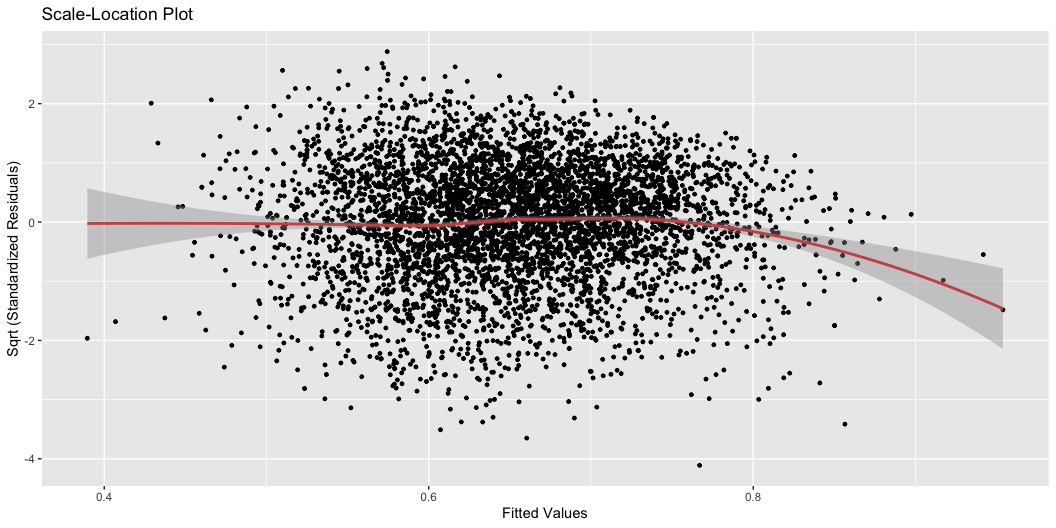 Scale-Location Plot
Sqrt (Standardized Residuals)
2
0
-2
-4
0.4 0.6 0.8
Fitted Values